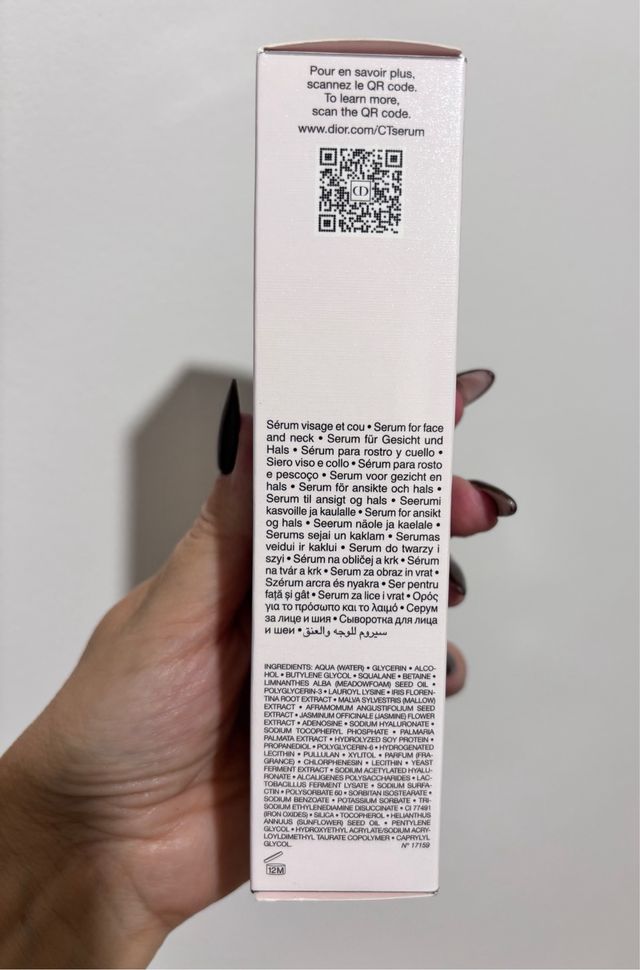 Pour en savoir plus,
scannez le QR code.
To learn more,
scan the QR code.
www.dior.com/CTserum
CD
Sérum visage et cou • Serum for face
and neck • Serum für Gesicht und
Hals • Sérum para rostro y cuello •
Siero viso e collo • Sérum para rosto
e pescoço • Serum voor gezicht en
hals • Serum för ansikte och hals •
Serum til ansigt og hals • Seerumi
kasvoille ja kaulalle • Serum for ansikt
og hals • Seerum näole ja kaelale •
Serums sejai un kaklam • Serumas
veidui ir kaklui • Serum do twarzy i
szyi • Sérum na obličej a krk • Sérum
na tvár a krk • Serum za obraz in vrat •
Szérum arcra és nyakra • Ser pentru
față și gât • Serum za lice i vrat • Ορός
για το πρόσωπο και το λαιμό • Серум
за лице и шия • Сыворотка для лица
и шеи • سيروم للوجه والعنق
INGREDIENTS: AQUA (WATER) • GLYCERIN • ALCO-
HOL • BUTYLENE GLYCOL • SQUALANE • BETAINE •
LIMNANTHES ALBA (MEADOWFOAM) SEED OIL •
POLYGLYCERIN-3 • LAUROYL LYSINE • IRIS FLOREN-
TINA ROOT EXTRACT • MALVA SYLVESTRIS (MALLOW)
EXTRACT • AFRAMOMUM ANGUSTIFOLIUM SEED
EXTRACT • JASMINUM OFFICINALE (JASMINE) FLOWER
EXTRACT • ADENOSINE • SODIUM HYALURONATE •
SODIUM TOCOPHERYL PHOSPHATE • PALMARIA
PALMATA EXTRACT • HYDROLYZED SOY PROTEIN •
PROPANEDIOL • POLYGLYCERIN-6 • HYDROGENATED
LECITHIN • PULLULAN • XYLITOL • PARFUM (FRA-
GRANCE) • CHLORPHENESIN • LECITHIN • YEAST
FERMENT EXTRACT • SODIUM ACETYLATED HYALU-
RONATE • ALCALIGENES POLYSACCHARIDES • LAC-
TOBACILLUS FERMENT LYSATE • SODIUM SURFA-
CTIN • POLYSORBATE 60 • SORBITAN ISOSTEARATE •
SODIUM BENZOATE • POTASSIUM SORBATE • TRI-
SODIUM ETHYLENEDIAMINE DISUCCINATE • CI 77491
(IRON OXIDES) • SILICA • TOCOPHEROL • HELIANTHUS
ANNUUS (SUNFLOWER) SEED OIL • PENTYLENE
GLYCOL • HYDROXYETHYL ACRYLATE/SODIUM ACRY-
LOYLDIMETHYL TAURATE COPOLYMER • CAPRYLYL
GLYCOL. N° 17159
12M